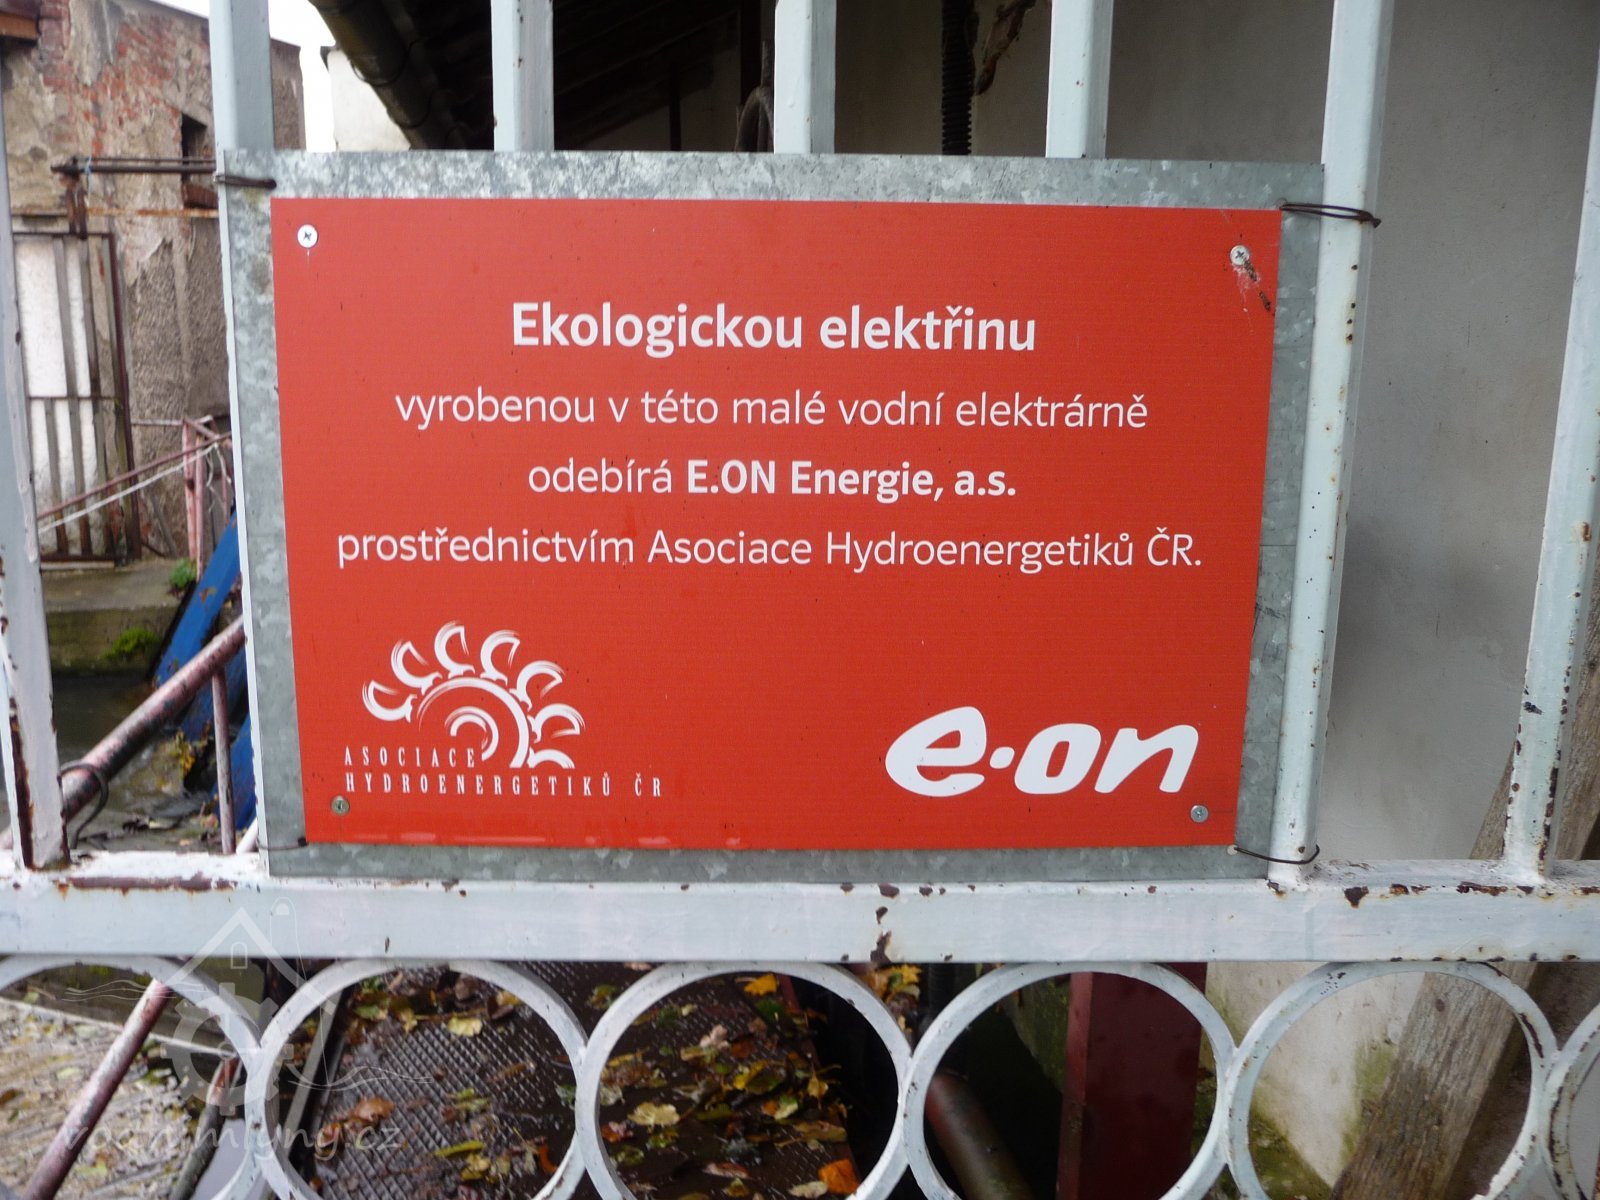 Ekologickou elektřinu
vyrobenou v této malé vodní elektrárně
odebírá E.ON Energie, a.s.
prostřednictvím Asociace Hydroenergetiků ČR.
ASOCIACE
HYDROENERGETIKŮ ČR
e·on
vodnimlyny.cz